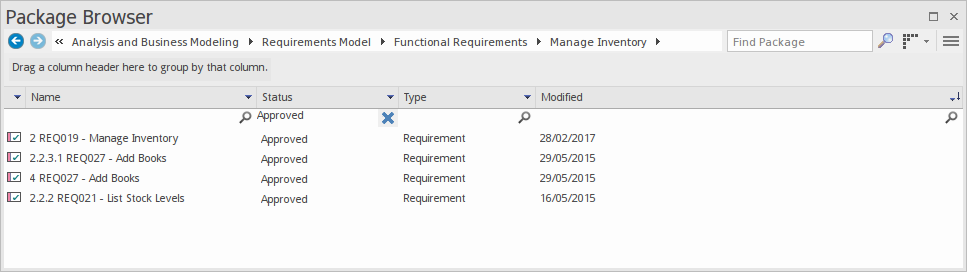 Package Browser
« Analysis and Business Modeling Requirements Model Functional Requirements Manage Inventory Find Package
Drag a column header here to group by that column.
Name Status Type Modified
Approved
2 REQ019 - Manage Inventory Approved Requirement 28/02/2017
2.2.3.1 REQ027 - Add Books Approved Requirement 29/05/2015
4 REQ027 - Add Books Approved Requirement 29/05/2015
2.2.2 REQ021 - List Stock Levels Approved Requirement 16/05/2015